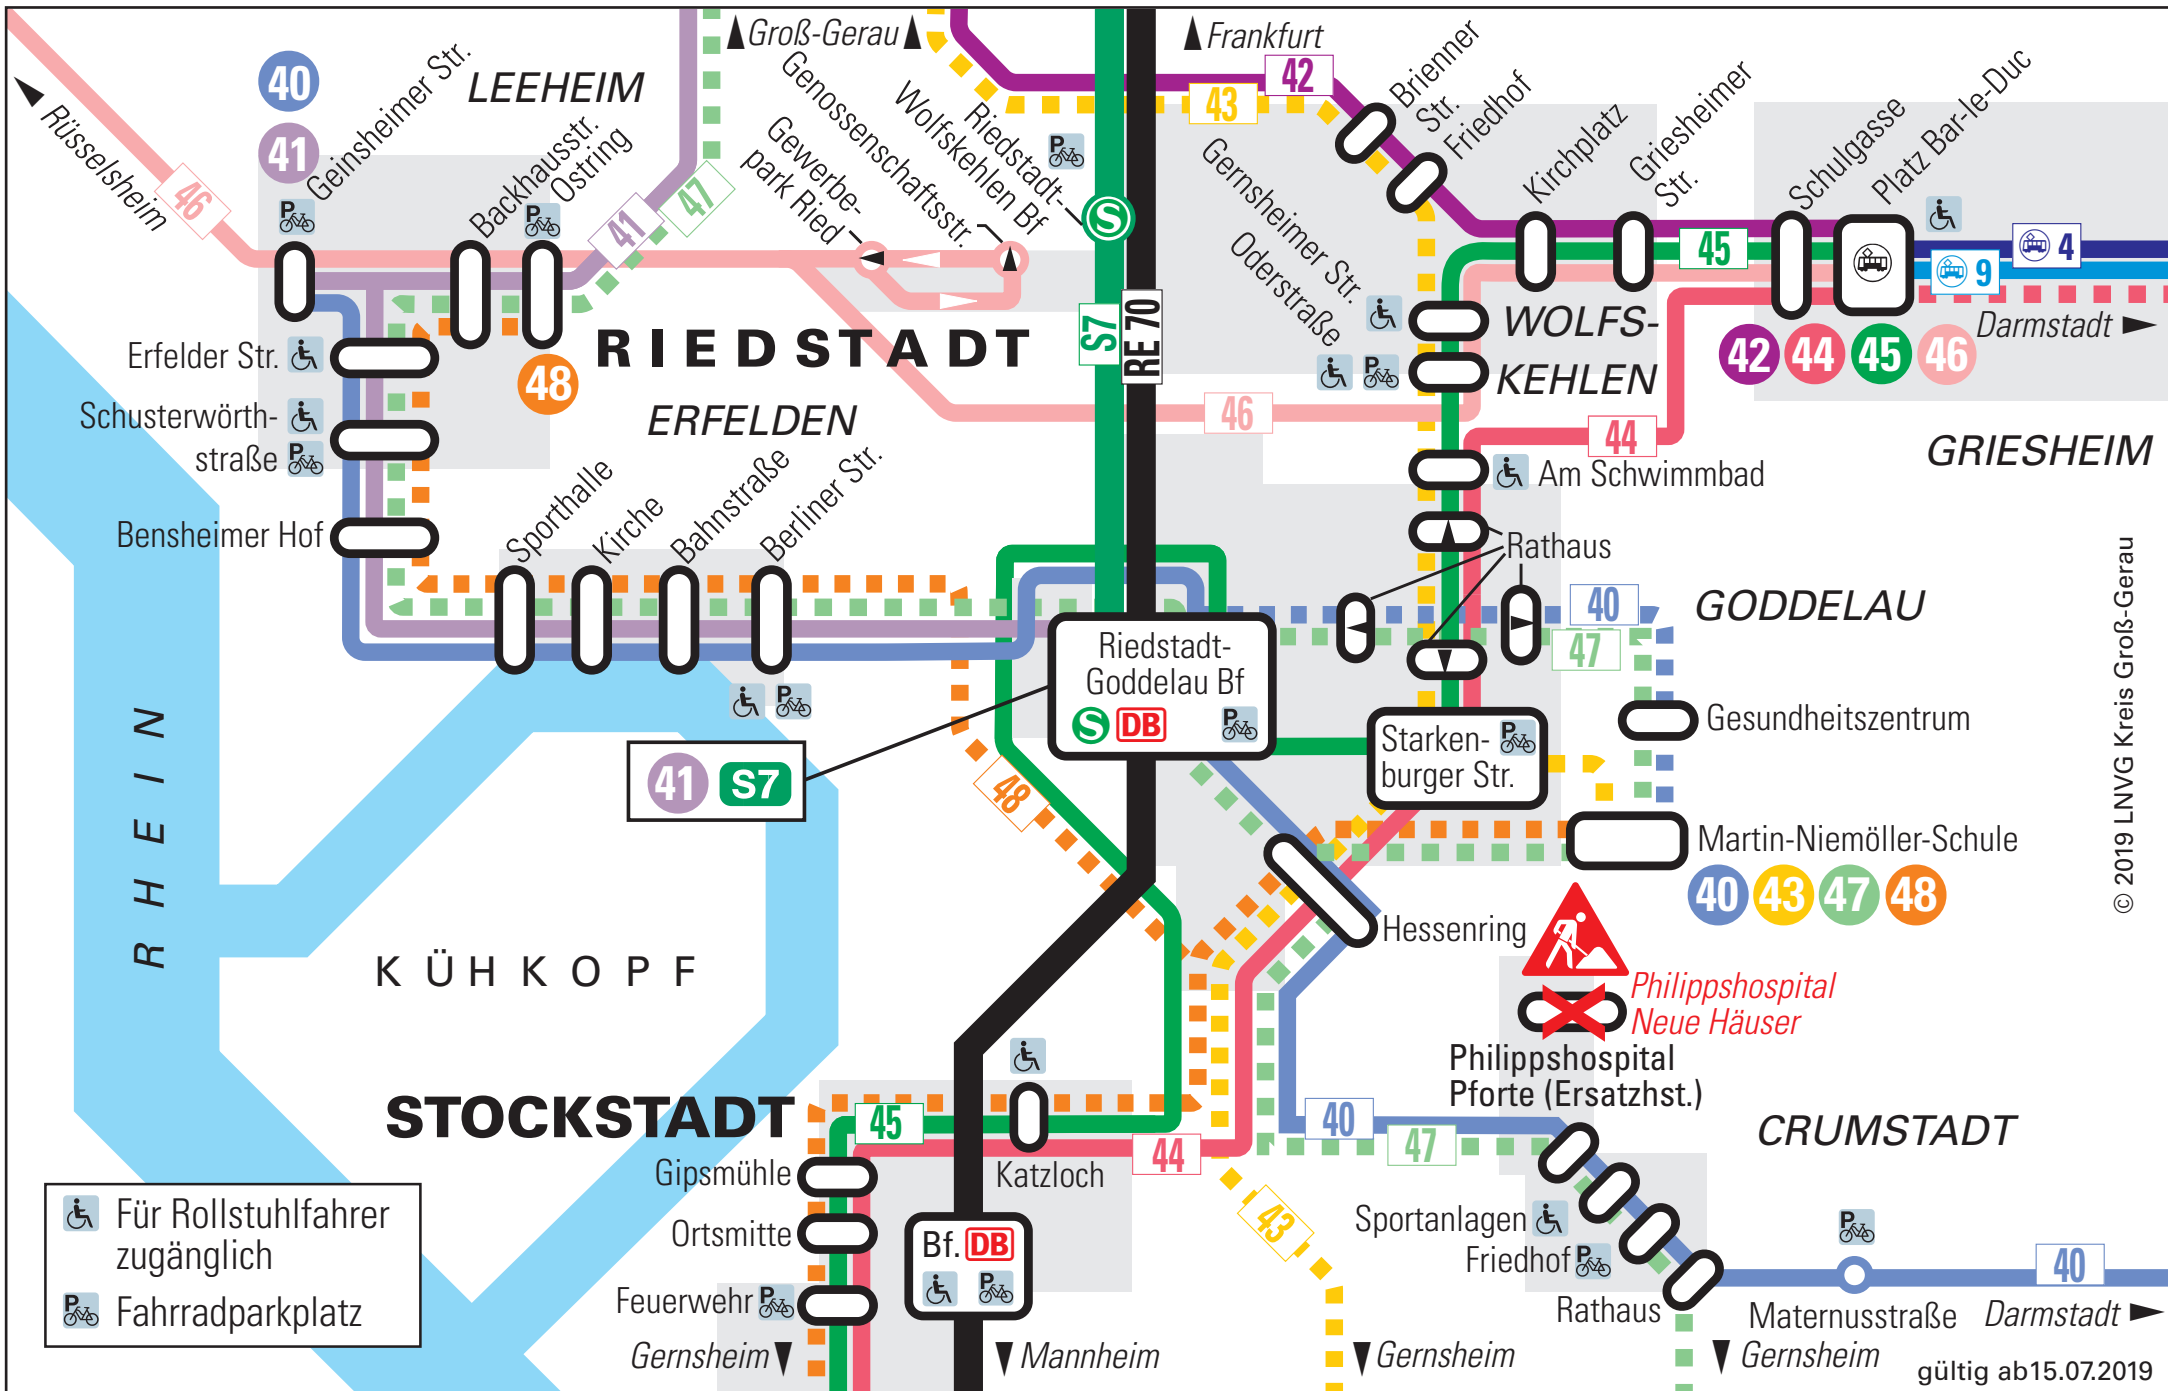 Groß-Gerau
Frankfurt
40
41
Rüsselsheim
46
Geinsheimer Str.
LEEHEIM
Backhausstr.
Ostring
41
47
Gewerbe-
park Ried
Genossenschaftsstr.
Riedstadt-
Wolfskehlen Bf
S
42
43
Brienner
Str.
Friedhof
Gernsheimer Str.
Oderstraße
Kirchplatz
Griesheimer
Str.
Schulgasse
Platz Bar-le-Duc
45
4
9
Darmstadt
42
44
45
46
WOLFS-
KEHLEN
GRIESHEIM
Erfelder Str.
Schusterwörth-
straße
Bensheimer Hof
48
RIEDSTADT
ERFELDEN
S7
RE 70
46
44
Am Schwimmbad
Rathaus
Sporthalle
Kirche
Bahnstraße
Berliner Str.
40
47
GODDELAU
Riedstadt-
Goddelau Bf
S
DB
P
41
S7
Starken-
burger Str.
P
Gesundheitszentrum
Martin-Niemöller-Schule
40
43
47
48
48
Hessenring
Philippshospital
Neue Häuser
Philippshospital
Pforte (Ersatzhst.)
RHEIN
KÜHKOPF
STOCKSTADT
45
44
Katzloch
Gipsmühle
Ortsmitte
Feuerwehr
P
Bf. DB
P
Gernsheim
Mannheim
43
Gernsheim
40
47
CRUMSTADT
Sportanlagen
Friedhof
P
Rathaus
P
Maternusstraße
40
Darmstadt
Gernsheim
gültig ab 15.07.2019
© 2019 LNVG Kreis Groß-Gerau
Für Rollstuhlfahrer
zugänglich
P
Fahrradparkplatz